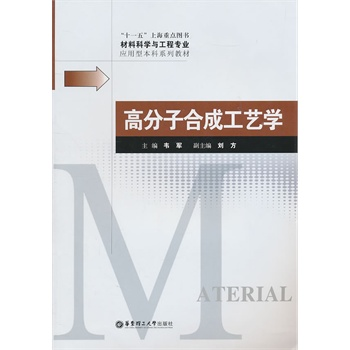 “十一五”上海重点图书
材料科学与工程专业
应用型本科系列教材
高分子合成工艺学
主 编 韦 军 副主编 刘 方
MATERIAL
华东理工大学出版社